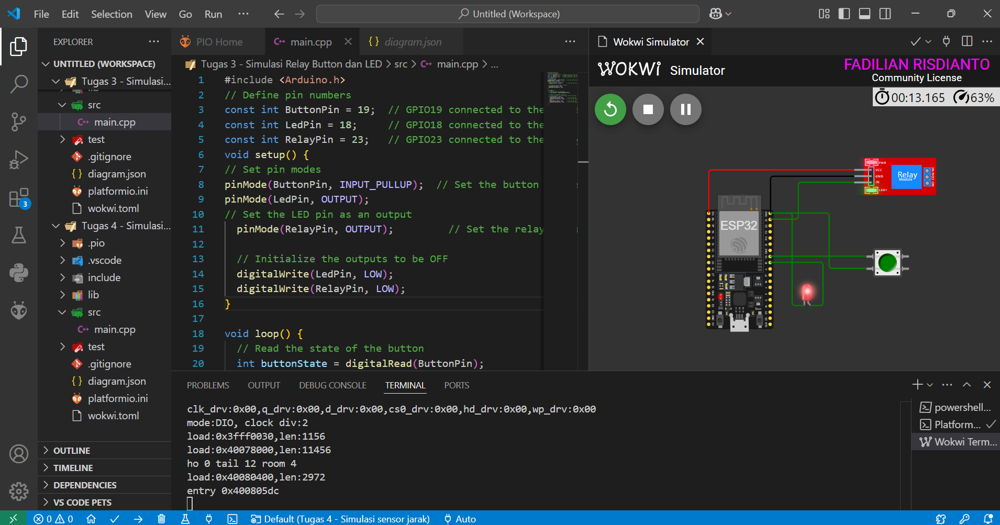 File Edit Selection View Go Run ...
Untitled (Workspace)
EXPLORER
UNTITLED (WORKSPACE)
Tugas 3 - Simulasi...
src
main.cpp
test
.gitignore
diagram.json
platformio.ini
wokwi.toml
Tugas 4 - Simulasi...
.pio
.vscode
include
lib
src
main.cpp
test
.gitignore
diagram.json
platformio.ini
wokwi.toml
OUTLINE
TIMELINE
DEPENDENCIES
VS CODE PETS
3
PIO Home
main.cpp
diagram.json
Tugas 3 - Simulasi Relay Button dan LED > src > main.cpp > ...
1 #include <Arduino.h>
2 // Define pin numbers
3 const int ButtonPin = 19; // GPIO19 connected to the
4 const int LedPin = 18; // GPIO18 connected to the
5 const int RelayPin = 23; // GPIO23 connected to the
6 void setup() {
7 // Set pin modes
8 pinMode(ButtonPin, INPUT_PULLUP); // Set the button
9 pinMode(LedPin, OUTPUT);
10 // Set the LED pin as an output
11 pinMode(RelayPin, OUTPUT); // Set the relay
12
13 // Initialize the outputs to be OFF
14 digitalWrite(LedPin, LOW);
15 digitalWrite(RelayPin, LOW);
16 }
17
18 void loop() {
19 // Read the state of the button
20 int buttonState = digitalRead(ButtonPin);
Wokwi Simulator
WOKWi Simulator
FADILIAN RISDIANTO
Community License
00:13.165 63%
PWR
VCC
GND
IN
LED1
Relay
Module
NO COM NC
ESP32
EN
Boot
PROBLEMS OUTPUT DEBUG CONSOLE TERMINAL PORTS
clk_drv:0x00,q_drv:0x00,d_drv:0x00,cs0_drv:0x00,hd_drv:0x00,wp_drv:0x00
mode:DIO, clock div:2
load:0x3fff0030,len:1156
load:0x40078000,len:11456
ho 0 tail 12 room 4
load:0x40080400,len:2972
entry 0x400805dc
powershell...
Platform...
Wokwi Term...
0 0 Default (Tugas 4 - Simulasi sensor jarak) Auto